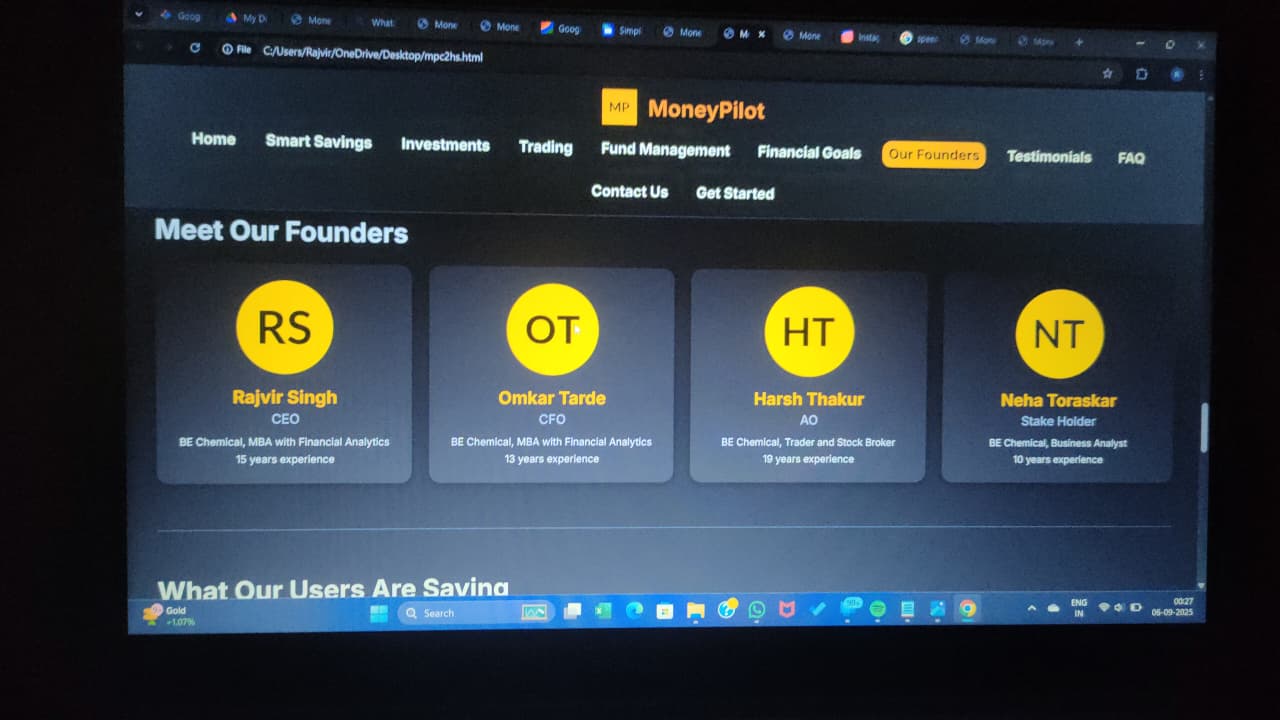 Goog
My D
Mone
What
Mone
Mone
Goog
Simpl
Mone
M
Mone
Instag
speec
Mone
Mone
File C:/Users/Rajvir/OneDrive/Desktop/mpc2hs.html
MP MoneyPilot
Home Smart Savings Investments Trading Fund Management Financial Goals Our Founders Testimonials FAQ
Contact Us Get Started
Meet Our Founders
RS
Rajvir Singh
CEO
BE Chemical, MBA with Financial Analytics
15 years experience
OT
Omkar Tarde
CFO
BE Chemical, MBA with Financial Analytics
13 years experience
HT
Harsh Thakur
AO
BE Chemical, Trader and Stock Broker
19 years experience
NT
Neha Toraskar
Stake Holder
BE Chemical, Business Analyst
10 years experience
What Our Users Are Saying
Gold
+1.07%
Search
99+
ENG
IN
00:27
06-09-2025